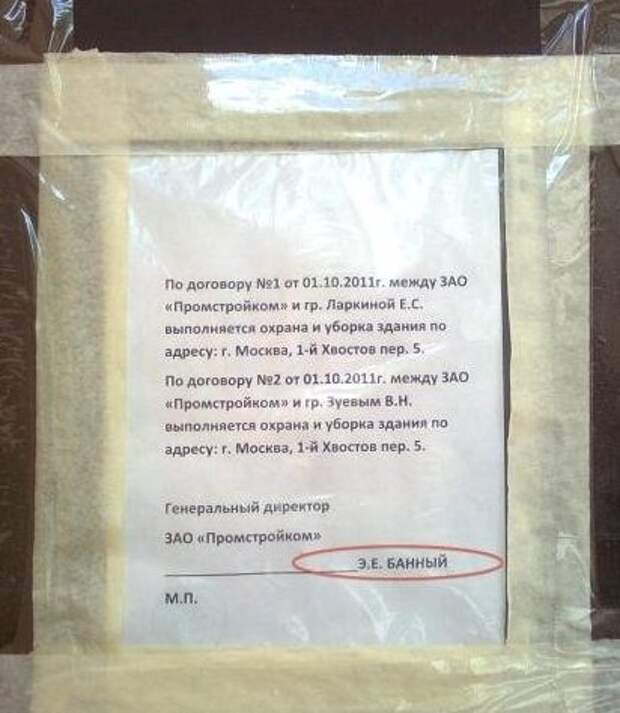 По договору №1 от 01.10.2011г. между ЗАО
«Промстройком» и гр. Ларкиной Е.С.
выполняется охрана и уборка здания по
адресу: г. Москва, 1-й Хвостов пер. 5.
По договору №2 от 01.10.2011г. между ЗАО
«Промстройком» и гр. Зуевым В.Н.
выполняется охрана и уборка здания по
адресу: г. Москва, 1-й Хвостов пер. 5.
Генеральный директор
ЗАО «Промстройком»
____________________Э.Е. БАННЫЙ
М.П.